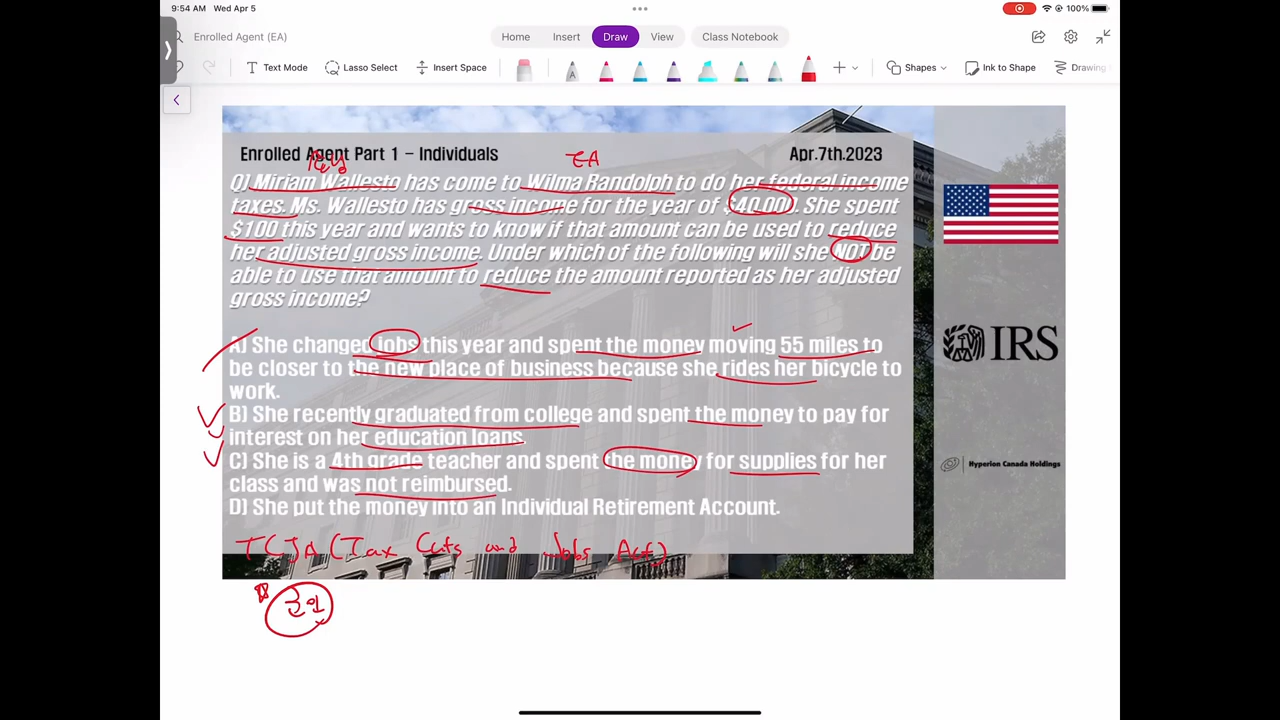 9:54 AM Wed Apr 5
100%
Enrolled Agent (EA)
Home Insert Draw View Class Notebook
Text Mode Lasso Select Insert Space Shapes Ink to Shape Drawing
Enrolled Agent Part 1 – Individuals Apr.7th.2023
EA
Q) Miriam Wallesto has come to Wilma Randolph to do her federal income
taxes. Ms. Wallesto has gross income for the year of $40,000. She spent
$100 this year and wants to know if that amount can be used to reduce
her adjusted gross income. Under which of the following will she NOT be
able to use that amount to reduce the amount reported as her adjusted
gross income?
A) She changed jobs this year and spent the money moving 55 miles to
be closer to the new place of business because she rides her bicycle to
work.
B) She recently graduated from college and spent the money to pay for
interest on her education loans.
C) She is a 4th grade teacher and spent the money for supplies for her
class and was not reimbursed.
D) She put the money into an Individual Retirement Account.
TCJA (Tax Cuts and Jobs Act)
군인
IRS
Hyperion Canada Holdings